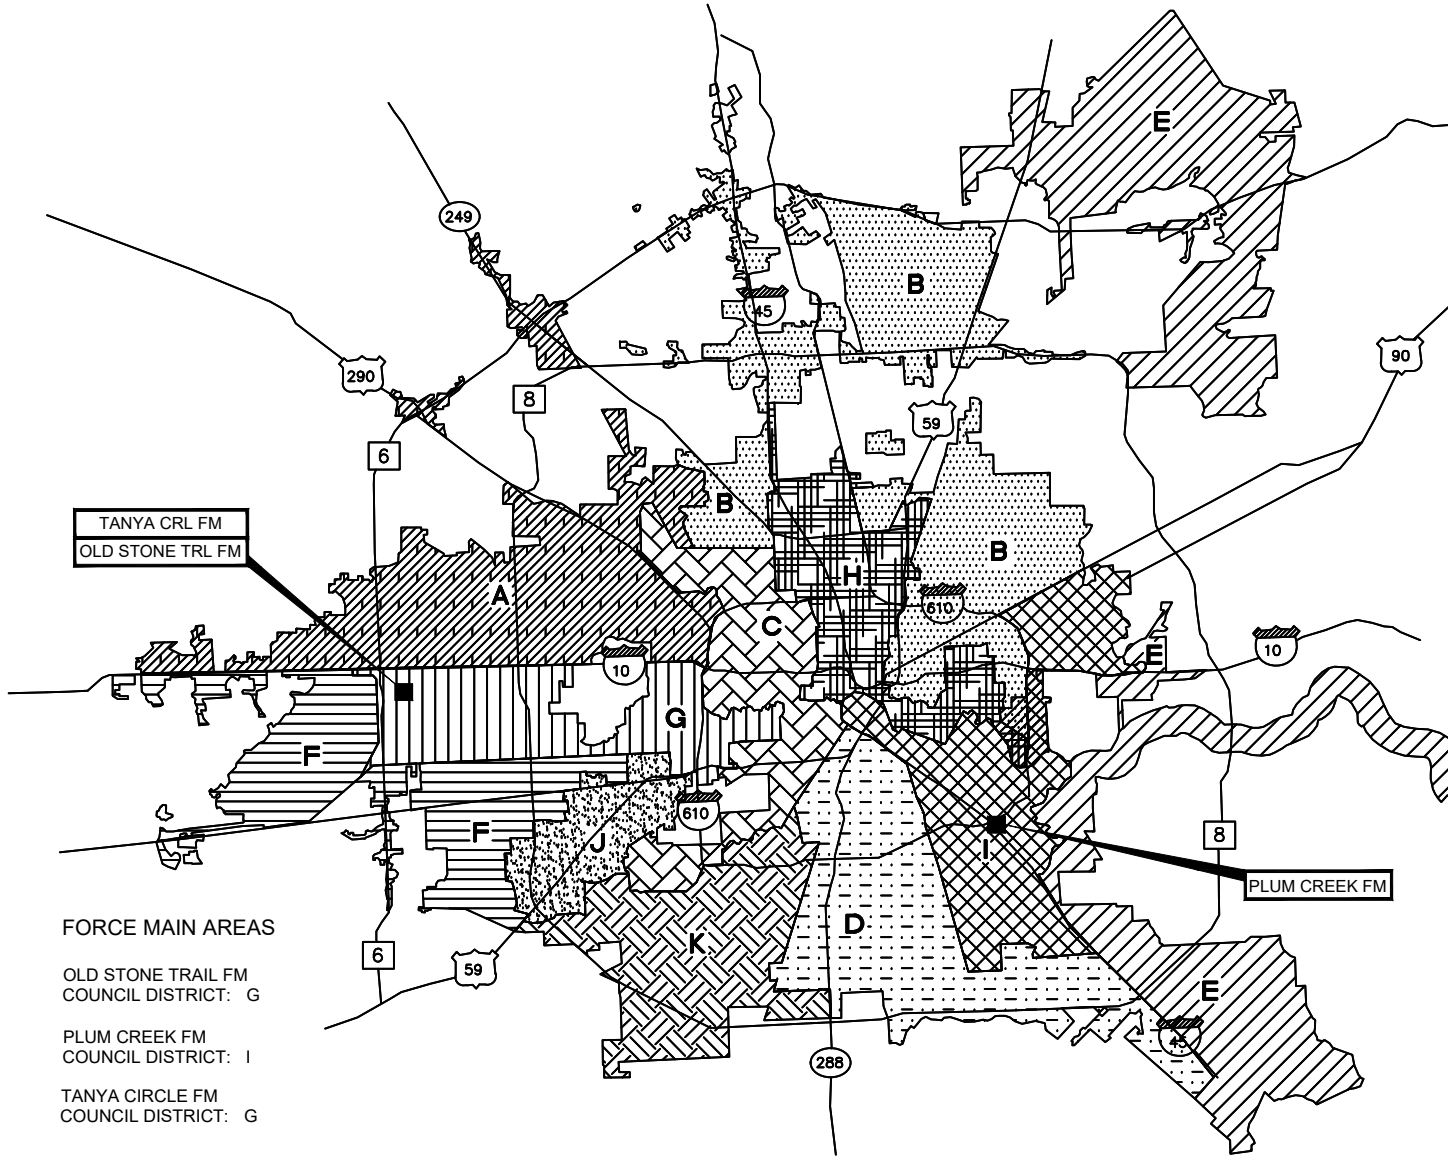 E
249
B
45
290
90
8
59
6
B
TANYA CRL FM
OLD STONE TRL FM
B
H
A
610
C
E
10
10
G
F
610
F
J
I
8
PLUM CREEK FM
D
FORCE MAIN AREAS
K
6
59
OLD STONE TRAIL FM
COUNCIL DISTRICT: G
E
PLUM CREEK FM
COUNCIL DISTRICT: I
45
288
TANYA CIRCLE FM
COUNCIL DISTRICT: G